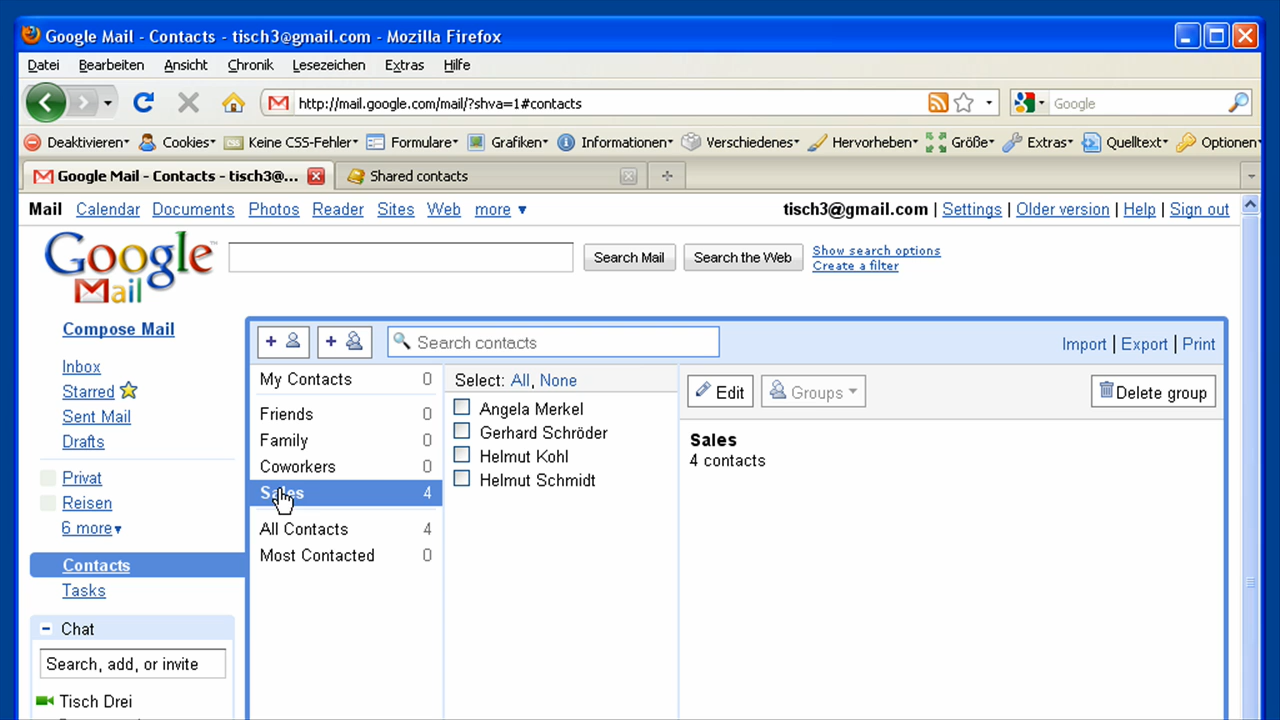 Google Mail - Contacts - tisch3@gmail.com - Mozilla Firefox
Datei Bearbeiten Ansicht Chronik Lesezeichen Extras Hilfe
http://mail.google.com/mail/?shva=1#contacts Google
Deaktivieren Cookies Keine CSS-Fehler Formulare Grafiken Informationen Verschiedenes Hervorheben Größe Extras Quelltext Optionen
Google Mail - Contacts - tisch3@... Shared contacts
Mail Calendar Documents Photos Reader Sites Web more tisch3@gmail.com | Settings | Older version | Help | Sign out
Google Mail
Search Mail Search the Web
Show search options
Create a filter
Compose Mail
Inbox
Starred
Sent Mail
Drafts
Privat
Reisen
6 more
Contacts
Tasks
Chat
Search, add, or invite
Tisch Drei
Search contacts
Import | Export | Print
My Contacts 0
Friends 0
Family 0
Coworkers 0
Sales 4
All Contacts 4
Most Contacted 0
Select: All, None
Angela Merkel
Gerhard Schröder
Helmut Kohl
Helmut Schmidt
Edit Groups Delete group
Sales
4 contacts